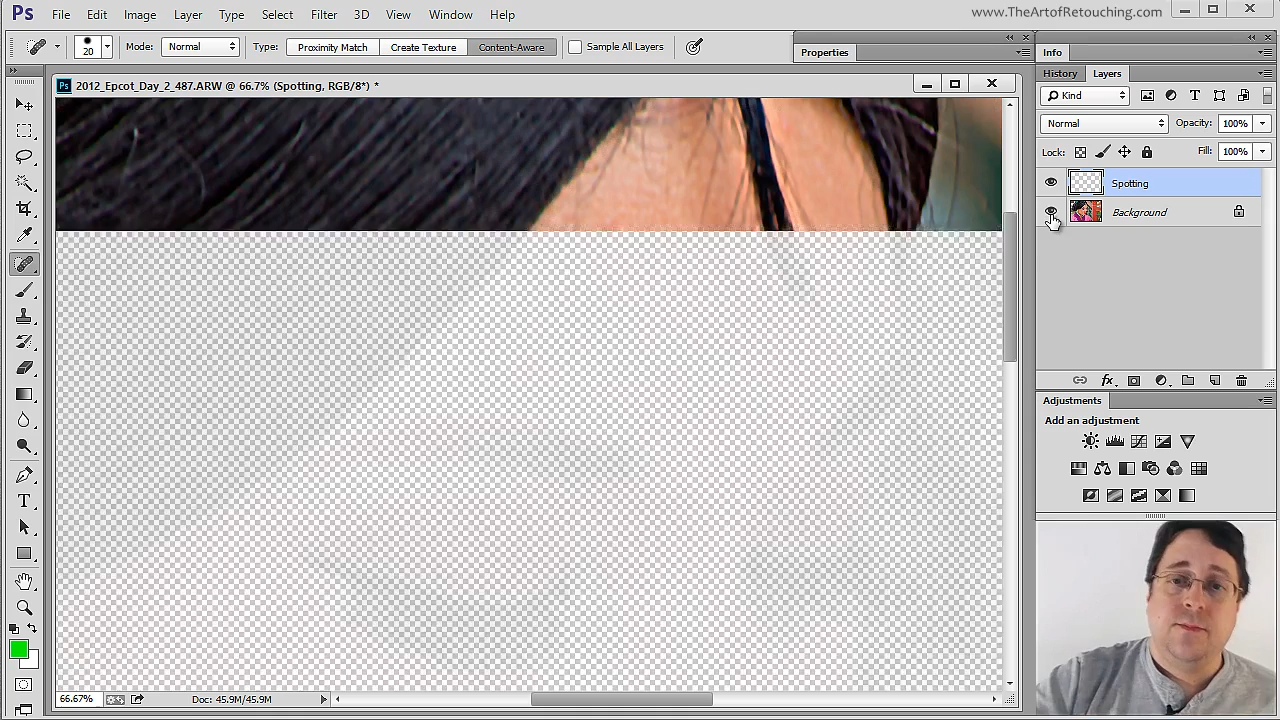 Ps File Edit Image Layer Type Select Filter 3D View Window Help www.TheArtofRetouching.com
20 Mode: Normal Type: Proximity Match Create Texture Content-Aware Sample All Layers
Properties
Info
Ps 2012_Epcot_Day_2_487.ARW @ 66.7% (Spotting, RGB/8*) *
History Layers
Kind
Normal Opacity: 100%
Lock: Fill: 100%
Spotting
Background
fx
Adjustments
Add an adjustment
66.67% Doc: 45.9M/45.9M